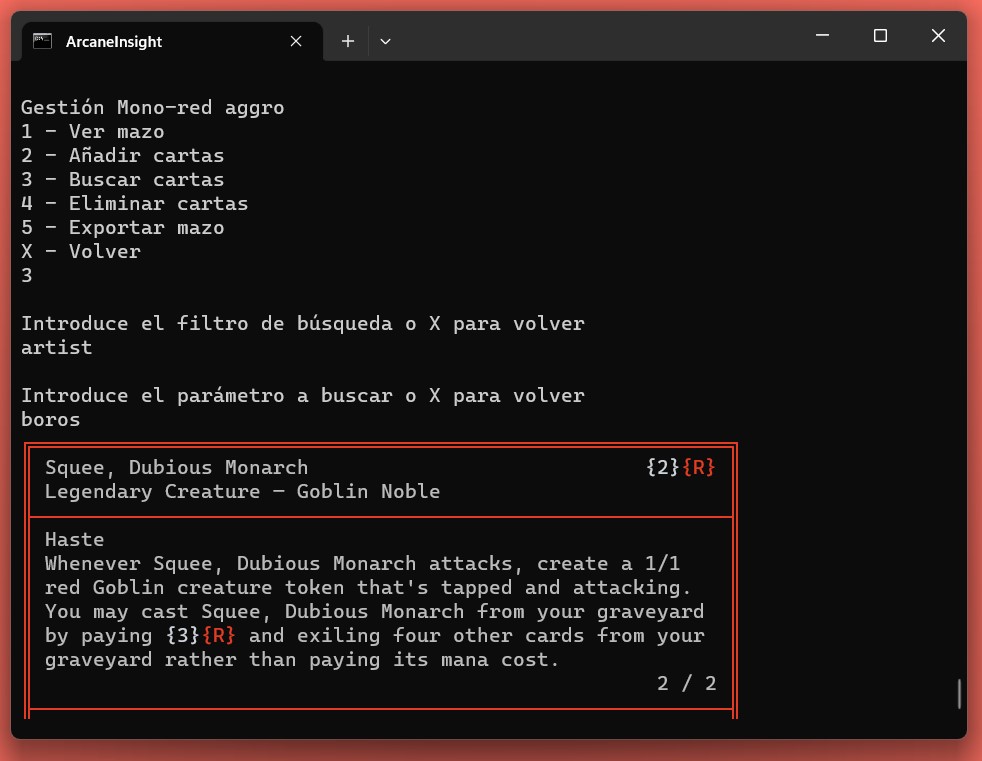 ArcaneInsight
Gestión Mono-red aggro
1 - Ver mazo
2 - Añadir cartas
3 - Buscar cartas
4 - Eliminar cartas
5 - Exportar mazo
X - Volver
3
Introduce el filtro de búsqueda o X para volver
artist
Introduce el parámetro a buscar o X para volver
boros
Squee, Dubious Monarch {2}{R}
Legendary Creature — Goblin Noble
Haste
Whenever Squee, Dubious Monarch attacks, create a 1/1
red Goblin creature token that's tapped and attacking.
You may cast Squee, Dubious Monarch from your graveyard
by paying {3}{R} and exiling four other cards from your
graveyard rather than paying its mana cost.
2 / 2